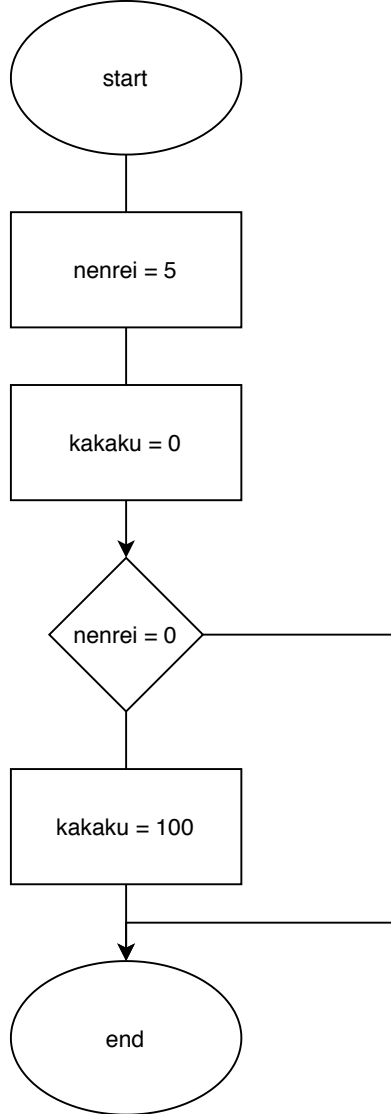 start
nenrei = 5
kakaku = 0
nenrei = 0
kakaku = 100
end